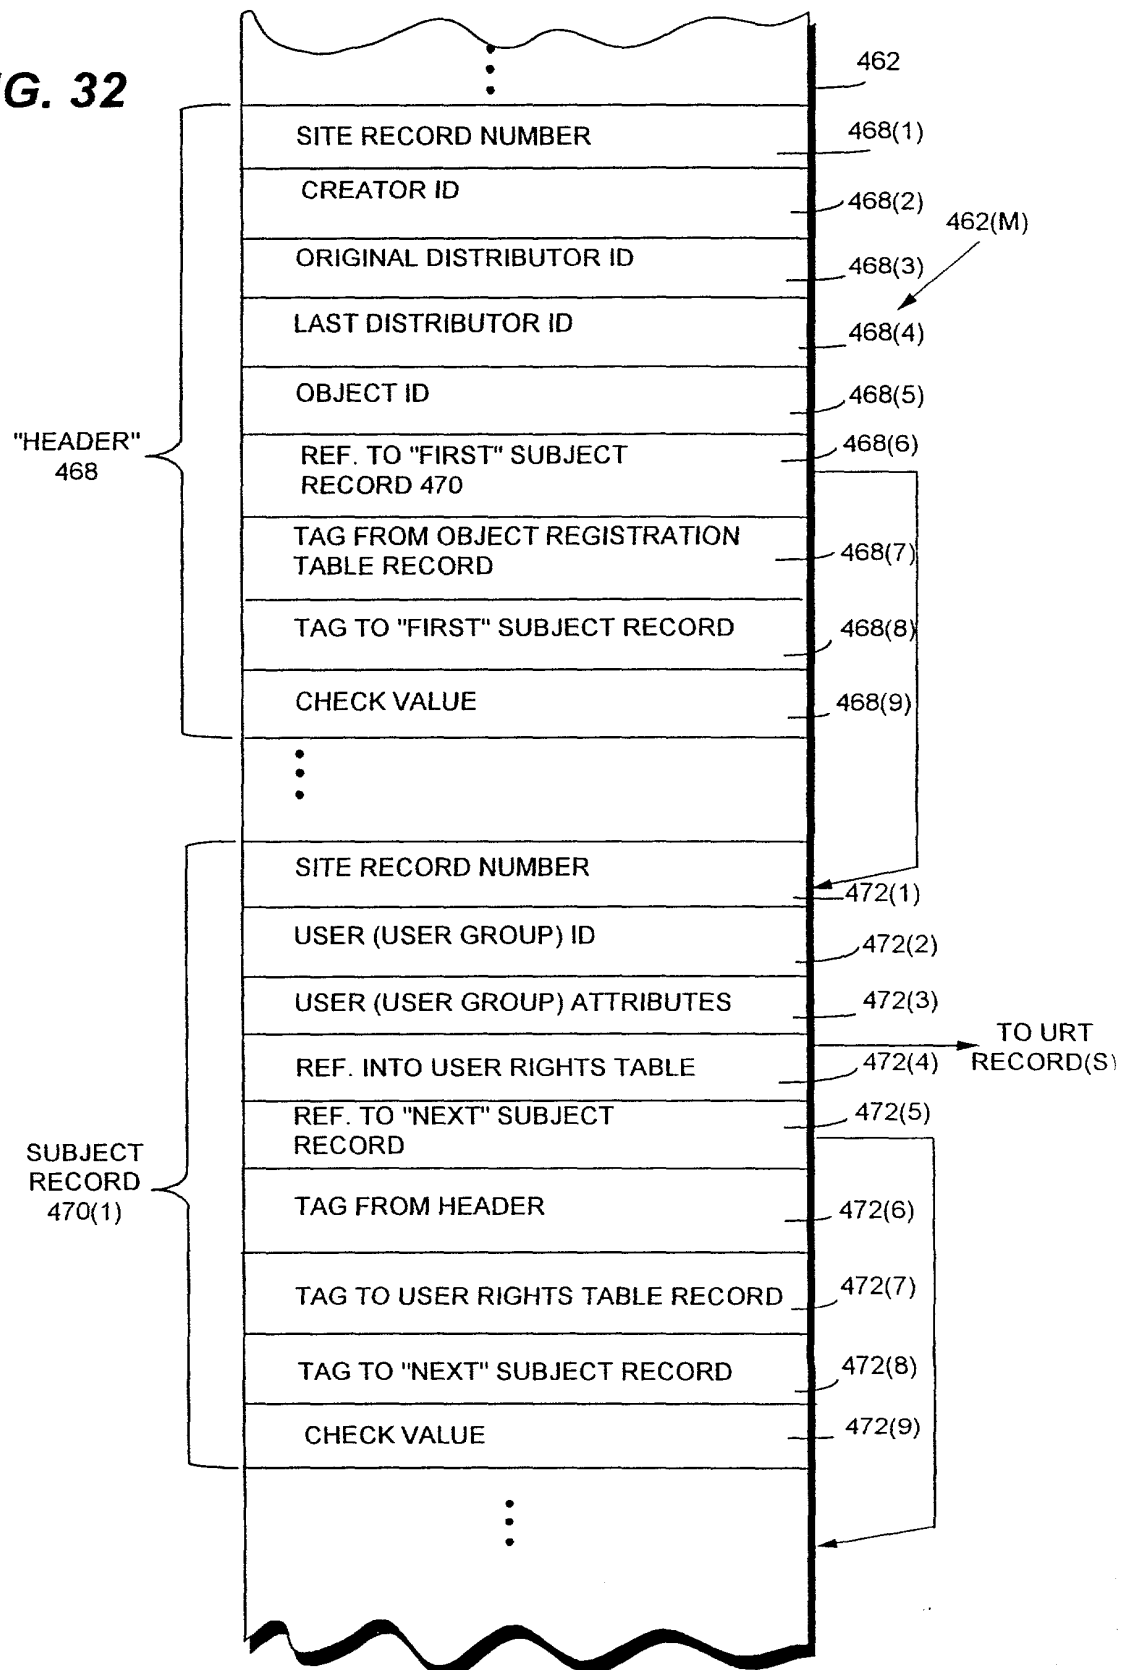 G. 32
462
SITE RECORD NUMBER
468(1)
CREATOR ID
468(2)
462(M)
ORIGINAL DISTRIBUTOR ID
468(3)
LAST DISTRIBUTOR ID
468(4)
OBJECT ID
468(5)
"HEADER"
468
REF. TO "FIRST" SUBJECT
RECORD 470
468(6)
TAG FROM OBJECT REGISTRATION
TABLE RECORD
468(7)
TAG TO "FIRST" SUBJECT RECORD
468(8)
CHECK VALUE
468(9)
SITE RECORD NUMBER
472(1)
USER (USER GROUP) ID
472(2)
USER (USER GROUP) ATTRIBUTES
472(3)
TO URT
RECORD(S)
REF. INTO USER RIGHTS TABLE
472(4)
REF. TO "NEXT" SUBJECT
RECORD
472(5)
SUBJECT
RECORD
470(1)
TAG FROM HEADER
472(6)
TAG TO USER RIGHTS TABLE RECORD
472(7)
TAG TO "NEXT" SUBJECT RECORD
472(8)
CHECK VALUE
472(9)